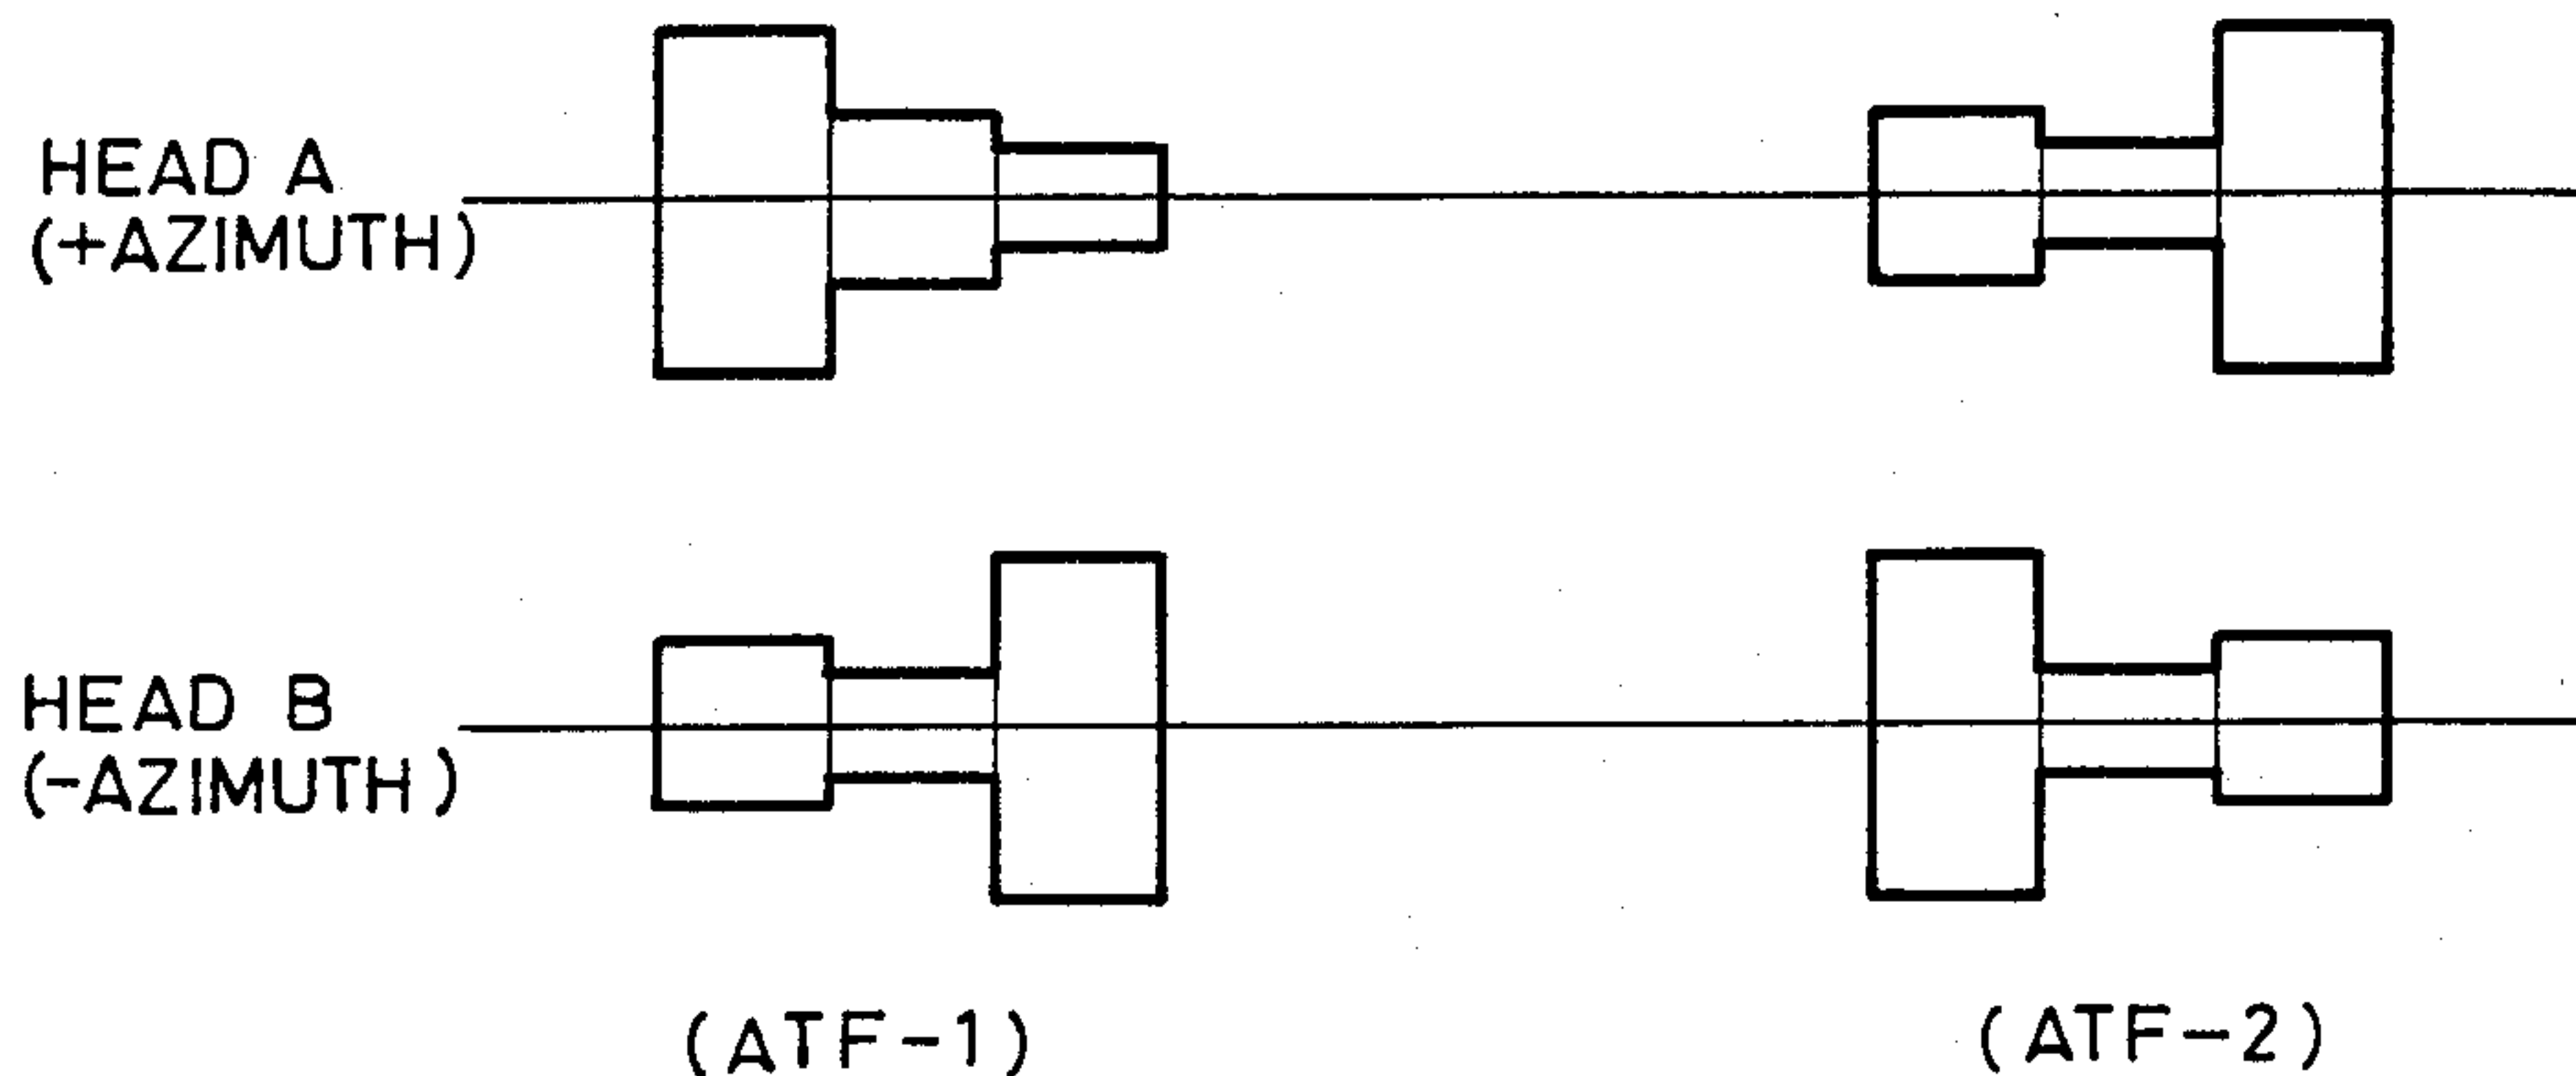 HEAD A
(+AZIMUTH)
HEAD B
(-AZIMUTH)
(ATF-1)
(ATF-2)